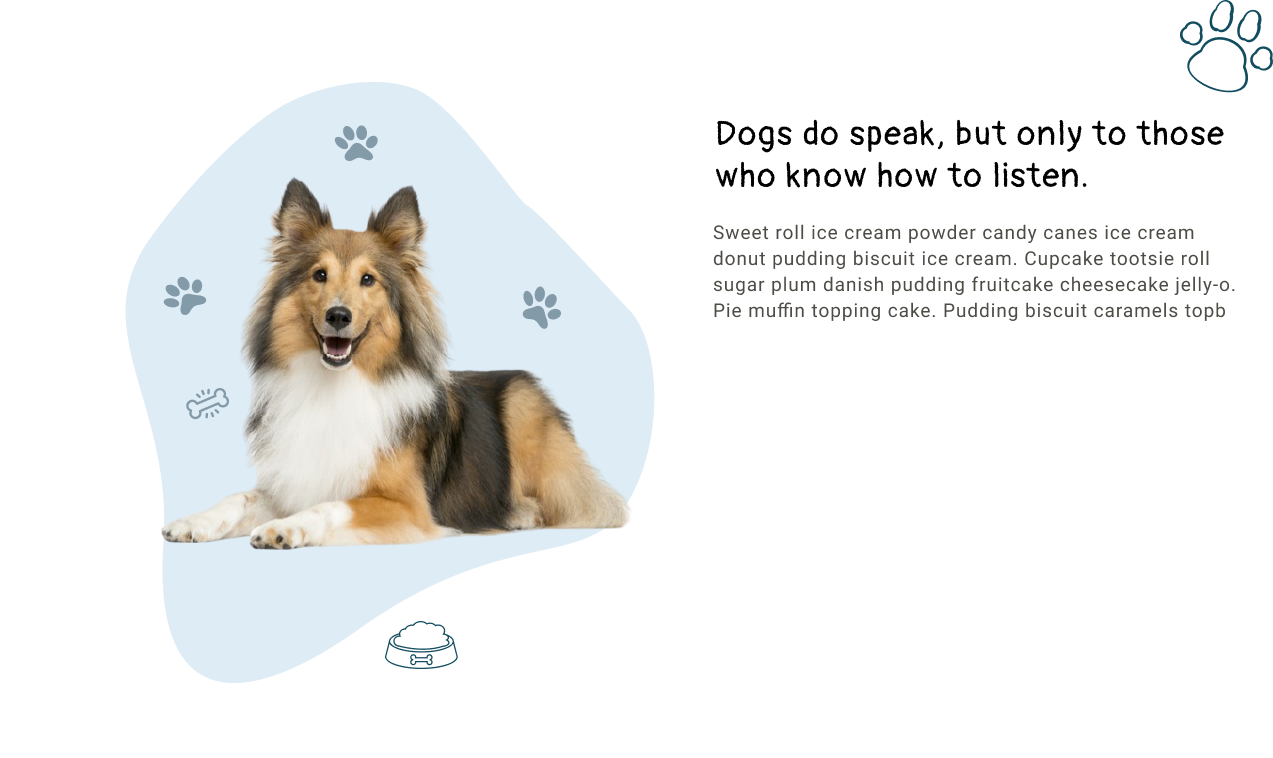 Dogs do speak, but only to those
who know how to listen.
Sweet roll ice cream powder candy canes ice cream
donut pudding biscuit ice cream. Cupcake tootsie roll
sugar plum danish pudding fruitcake cheesecake jelly-o.
Pie muffin topping cake. Pudding biscuit caramels topb